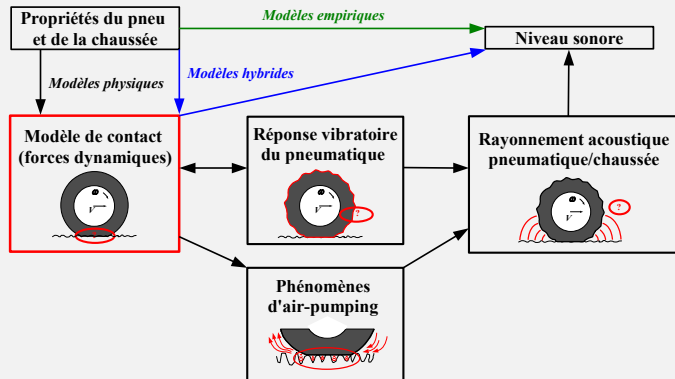 Propriétés du pneu
et de la chaussée
Modèles empiriques
Niveau sonore
Modèles physiques
Modèles hybrides
Modèle de contact
(forces dynamiques)
ω
V
Réponse vibratoire
du pneumatique
ω
V
?
Rayonnement acoustique
pneumatique/chaussée
ω
V
?
Phénomènes
d'air-pumping